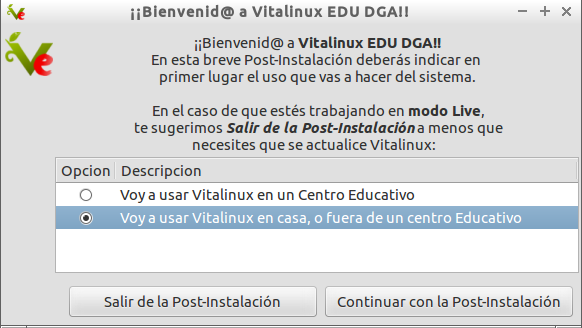 ¡¡Bienvenid@ a Vitalinux EDU DGA!!
¡¡Bienvenid@ a Vitalinux EDU DGA!!
En esta breve Post-Instalación deberás indicar en
primer lugar el uso que vas a hacer del sistema.
En el caso de que estés trabajando en modo Live,
te sugerimos Salir de la Post-Instalación a menos que
necesites que se actualice Vitalinux:
Opcion Descripcion
Voy a usar Vitalinux en un Centro Educativo
Voy a usar Vitalinux en casa, o fuera de un centro Educativo
Salir de la Post-Instalación Continuar con la Post-Instalación